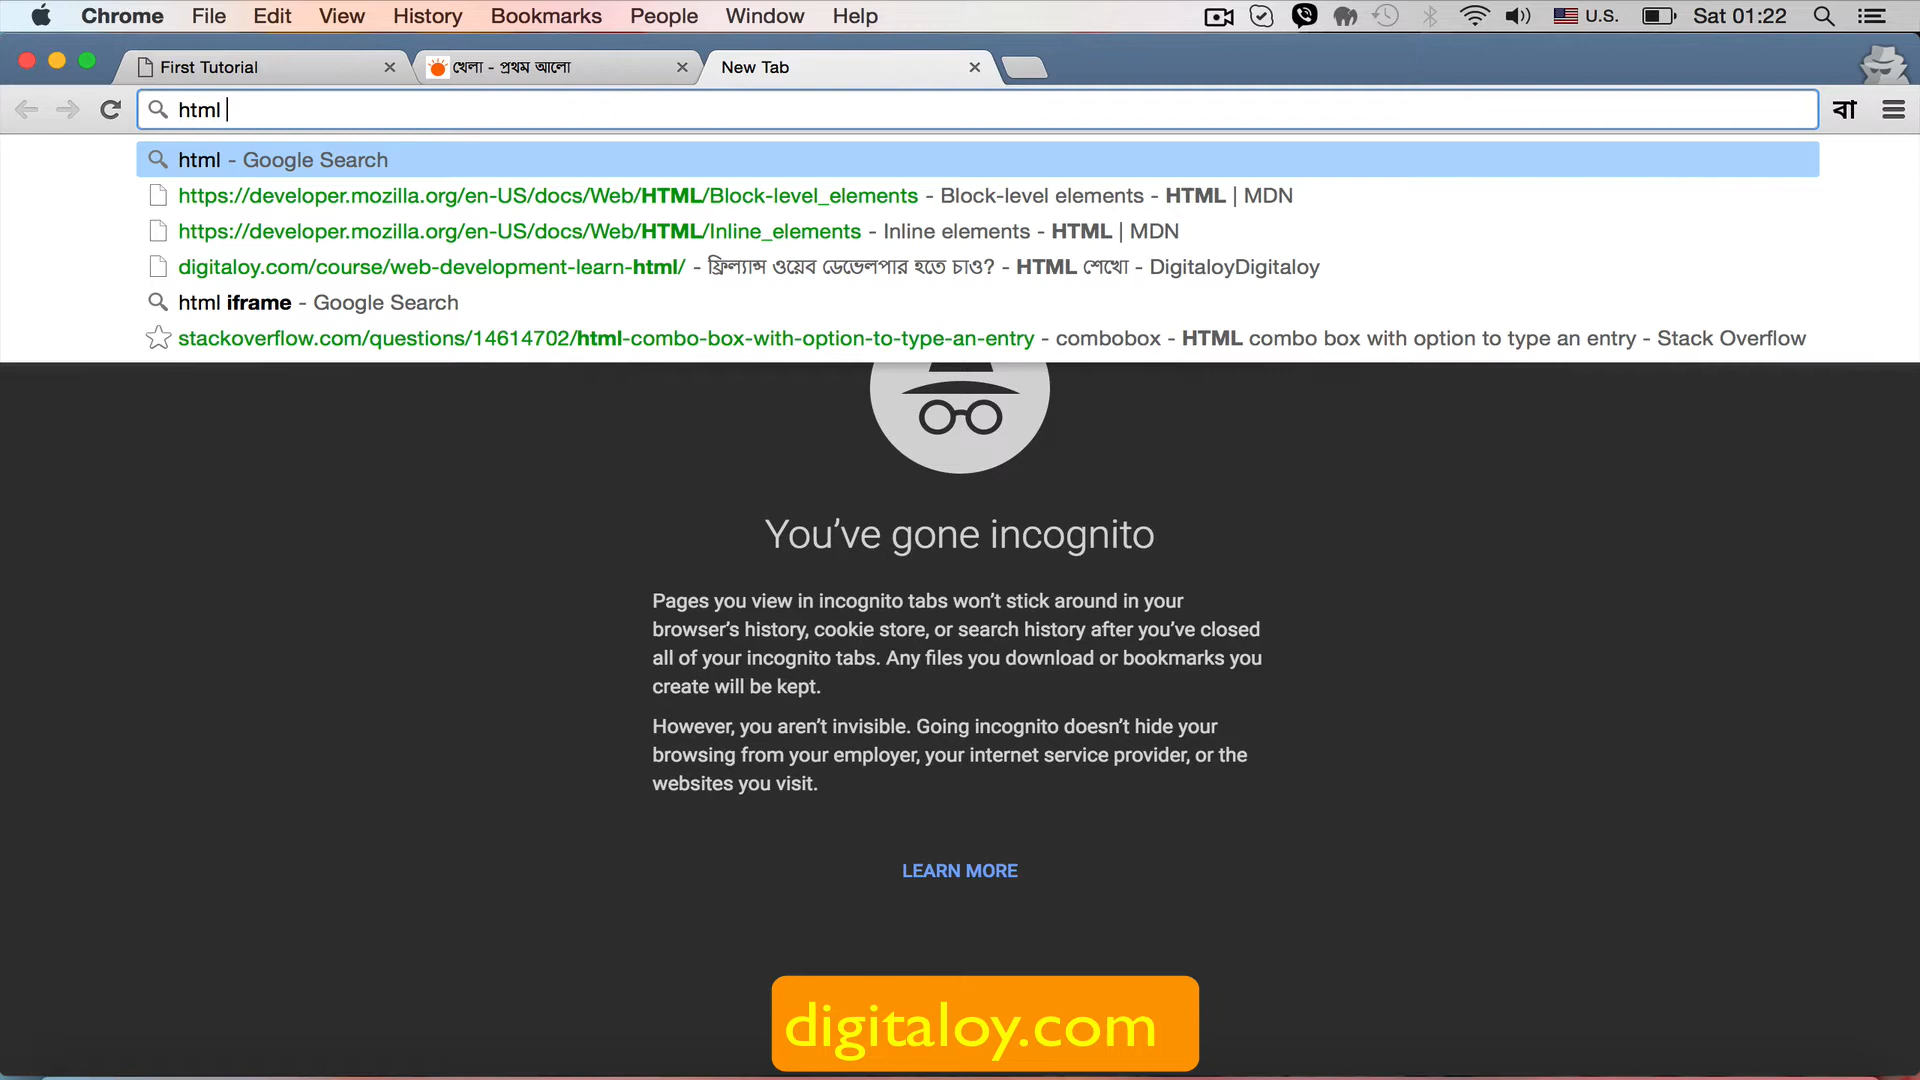 Chrome File Edit View History Bookmarks People Window Help U.S. Sat 01:22
First Tutorial খেলা - প্রথম আলো New Tab
html বা
html - Google Search
https://developer.mozilla.org/en-US/docs/Web/HTML/Block-level_elements - Block-level elements - HTML | MDN
https://developer.mozilla.org/en-US/docs/Web/HTML/Inline_elements - Inline elements - HTML | MDN
digitaloy.com/course/web-development-learn-html/ - ফ্রিল্যান্স ওয়েব ডেভেলপার হতে চাও? - HTML শেখো - DigitaloyDigitaloy
html iframe - Google Search
stackoverflow.com/questions/14614702/html-combo-box-with-option-to-type-an-entry - combobox - HTML combo box with option to type an entry - Stack Overflow
You’ve gone incognito
Pages you view in incognito tabs won’t stick around in your
browser’s history, cookie store, or search history after you’ve closed
all of your incognito tabs. Any files you download or bookmarks you
create will be kept.
However, you aren’t invisible. Going incognito doesn’t hide your
browsing from your employer, your internet service provider, or the
websites you visit.
LEARN MORE
digitaloy.com